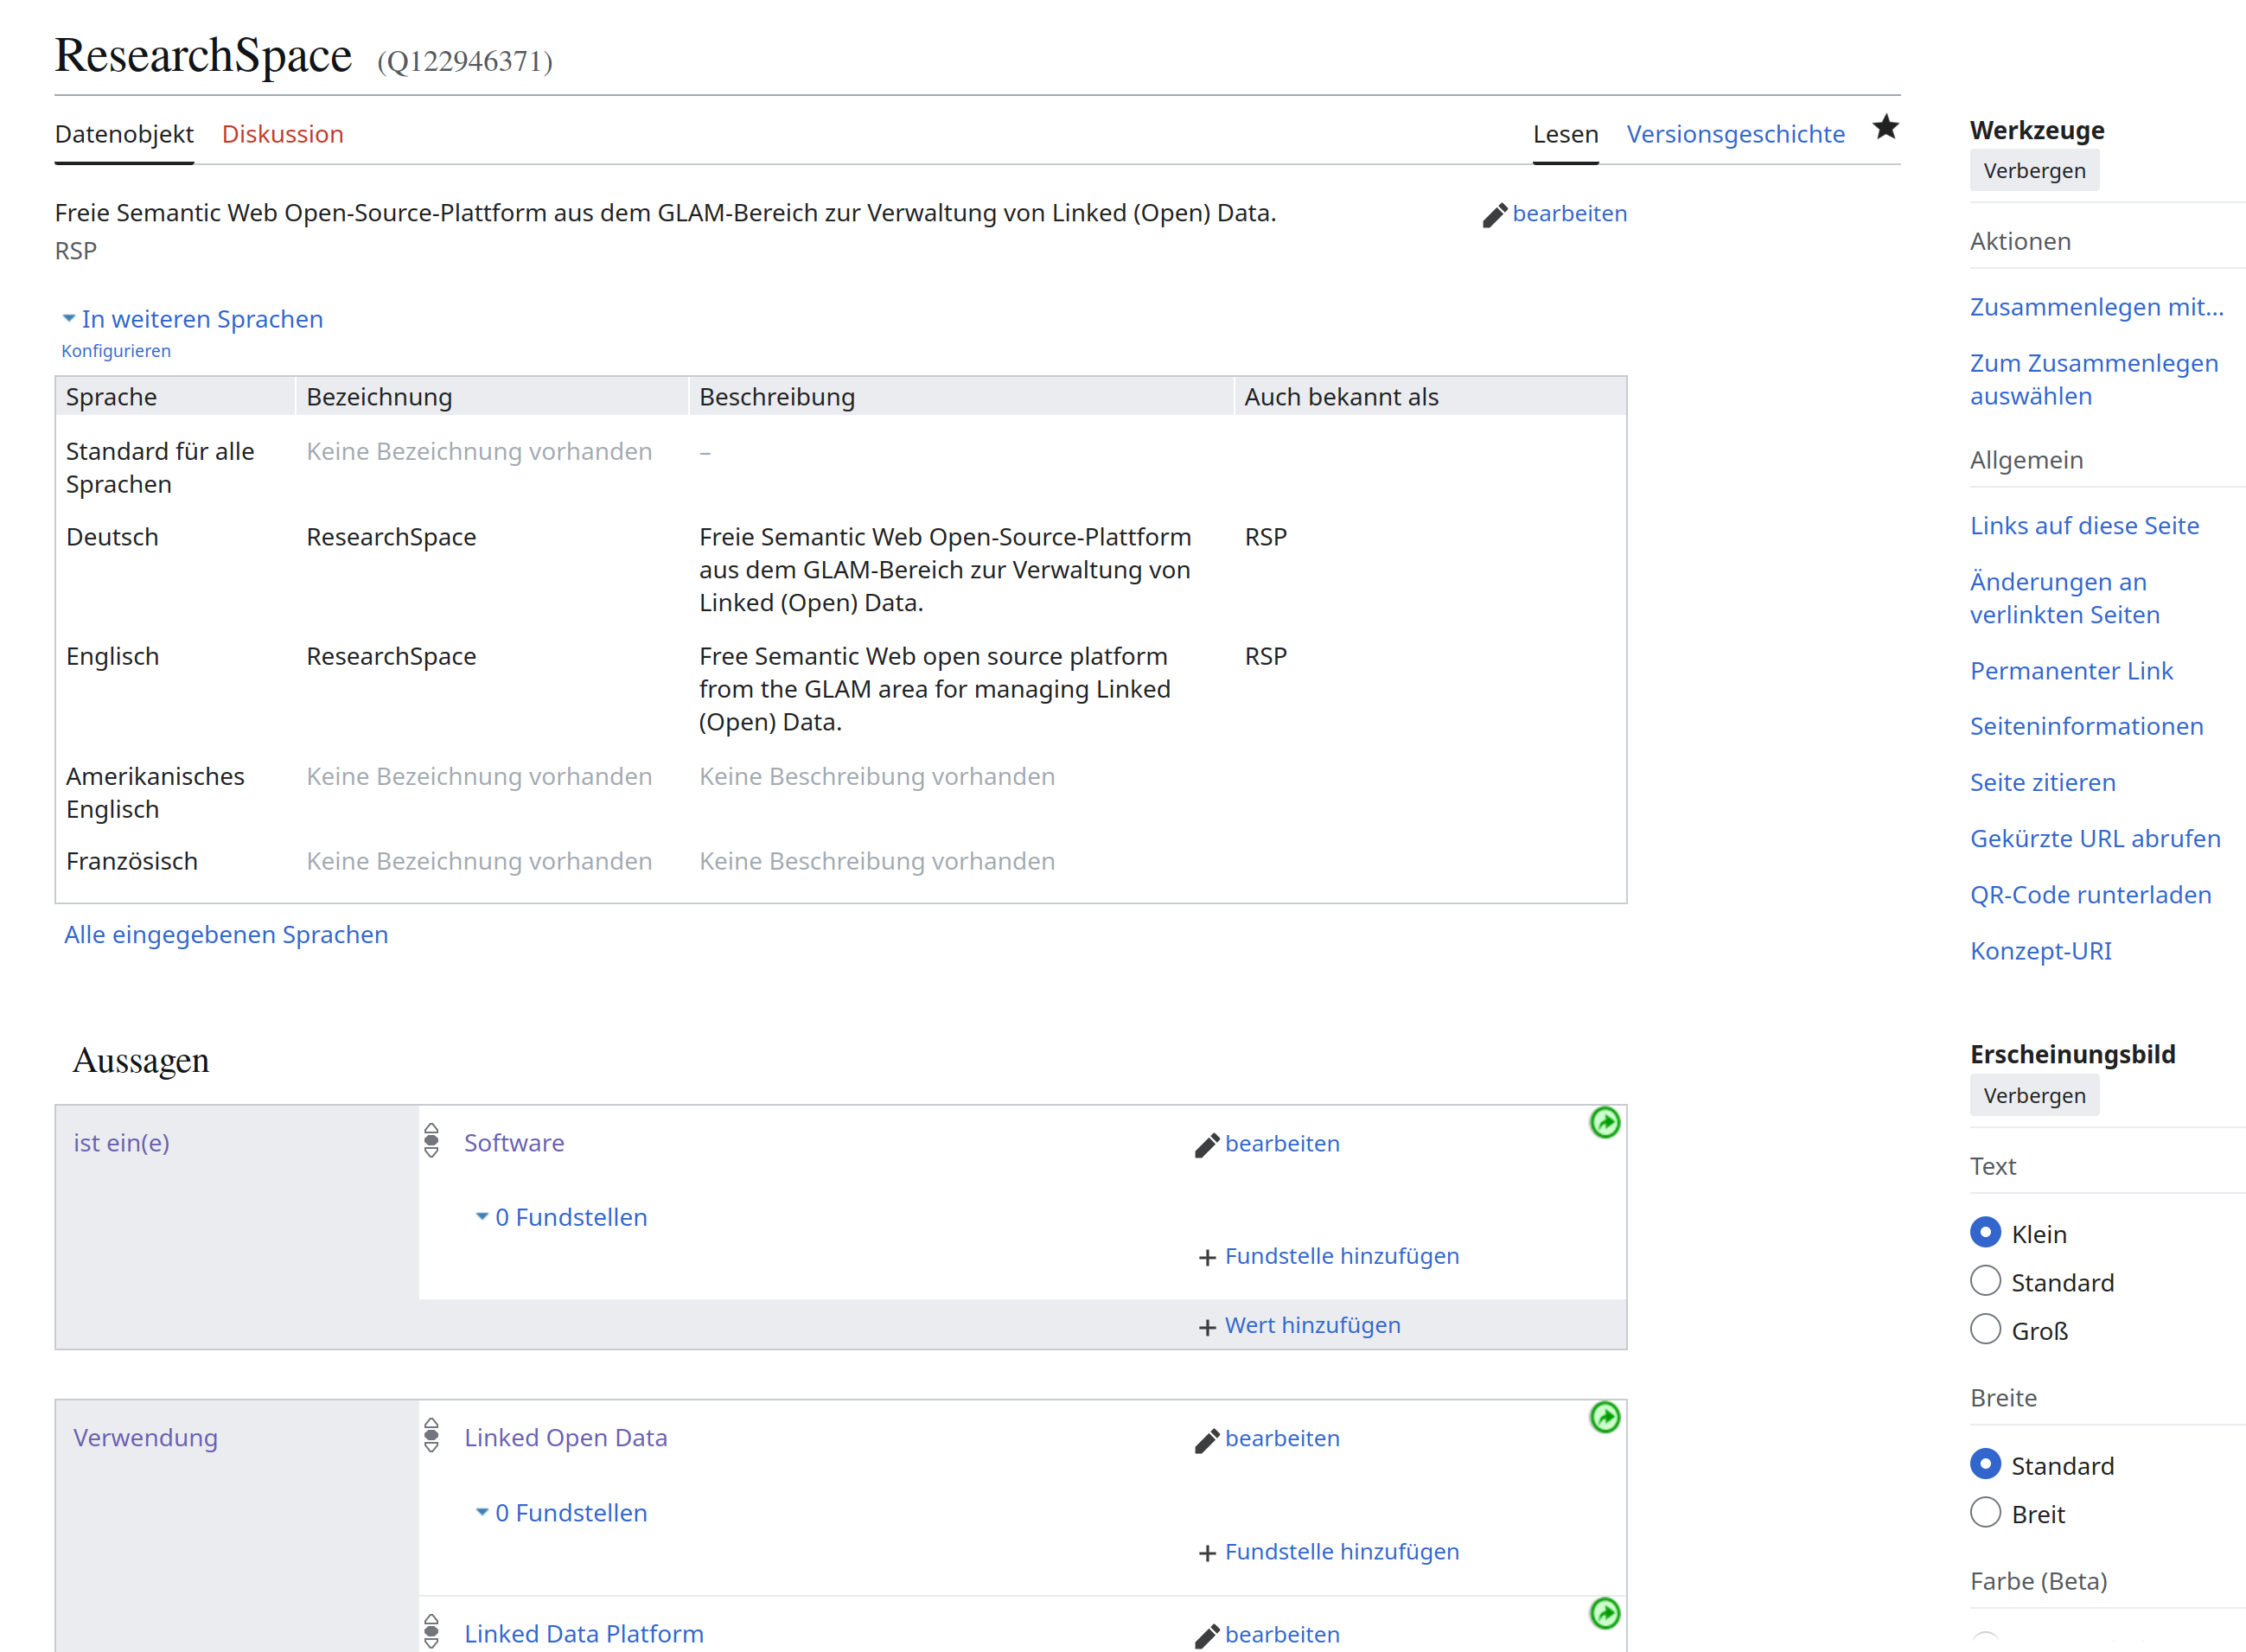 ResearchSpace (Q122946371)
Datenobjekt Diskussion Lesen Versionsgeschichte
Freie Semantic Web Open-Source-Plattform aus dem GLAM-Bereich zur Verwaltung von Linked (Open) Data. bearbeiten
RSP
In weiteren Sprachen
Konfigurieren
Sprache Bezeichnung Beschreibung Auch bekannt als
Standard für alle Keine Bezeichnung vorhanden –
Sprachen
Deutsch ResearchSpace Freie Semantic Web Open-Source-Plattform RSP
aus dem GLAM-Bereich zur Verwaltung von
Linked (Open) Data.
Englisch ResearchSpace Free Semantic Web open source platform RSP
from the GLAM area for managing Linked
(Open) Data.
Amerikanisches Keine Bezeichnung vorhanden Keine Beschreibung vorhanden
Englisch
Französisch Keine Bezeichnung vorhanden Keine Beschreibung vorhanden
Alle eingegebenen Sprachen
Aussagen
ist ein(e) Software bearbeiten
0 Fundstellen
+ Fundstelle hinzufügen
+ Wert hinzufügen
Verwendung Linked Open Data bearbeiten
0 Fundstellen
+ Fundstelle hinzufügen
Linked Data Platform bearbeiten
Werkzeuge
Verbergen
Aktionen
Zusammenlegen mit...
Zum Zusammenlegen
auswählen
Allgemein
Links auf diese Seite
Änderungen an
verlinkten Seiten
Permanenter Link
Seiteninformationen
Seite zitieren
Gekürzte URL abrufen
QR-Code runterladen
Konzept-URI
Erscheinungsbild
Verbergen
Text
Klein
Standard
Groß
Breite
Standard
Breit
Farbe (Beta)